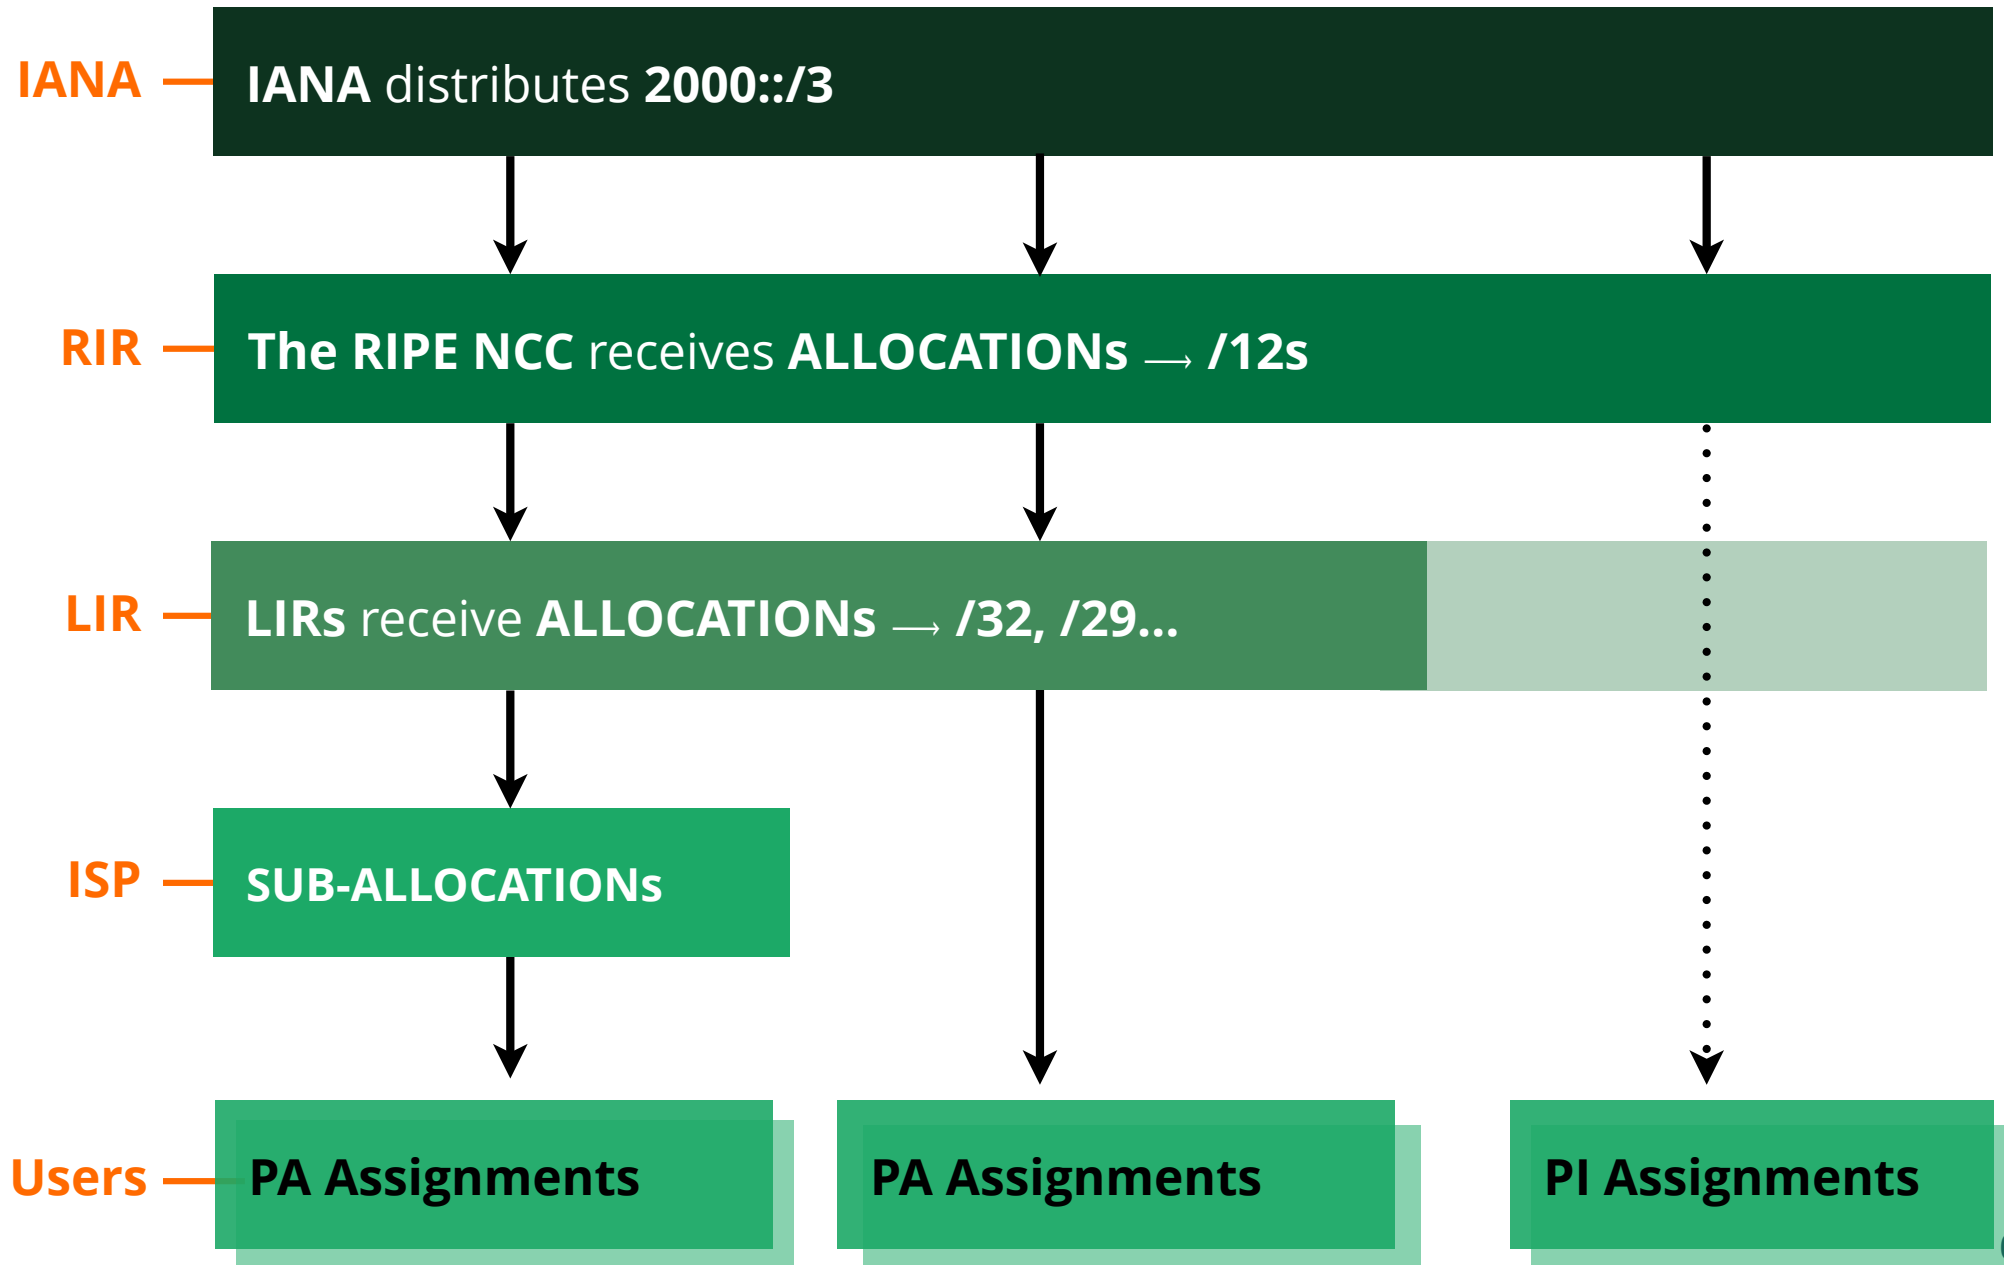 IANA
IANA distributes 2000::/3
RIR
The RIPE NCC receives ALLOCATIONs ⟶ /12s
LIR
LIRs receive ALLOCATIONs ⟶ /32, /29...
ISP
SUB-ALLOCATIONs
Users
PA Assignments
PA Assignments
PI Assignments